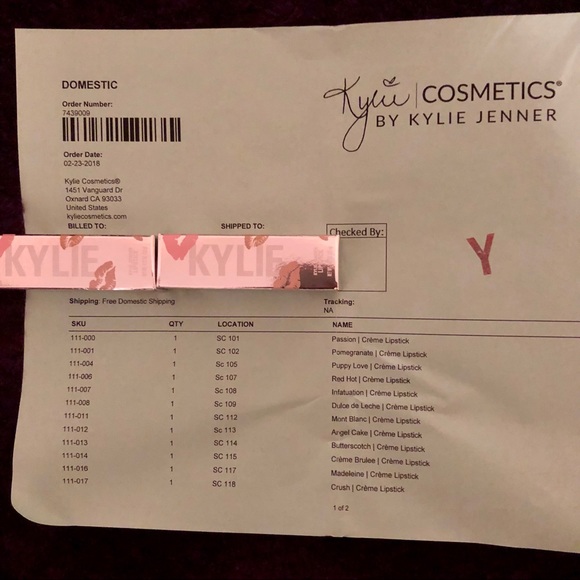 DOMESTIC
Order Number:
7439009
Kylie | COSMETICS®
BY KYLIE JENNER
Order Date:
02-23-2018
Kylie Cosmetics®
1451 Vanguard Dr
Oxnard CA 93033
United States
kyliecosmetics.com
BILLED TO: SHIPPED TO: Checked By:
Y
KYLIE KYLIE
Shipping: Free Domestic Shipping Tracking:
NA
SKU QTY LOCATION NAME
111-000 1 SC 101 Passion | Crème Lipstick
111-001 1 SC 102 Pomegranate | Crème Lipstick
111-004 1 Sc 105 Puppy Love | Crème Lipstick
111-006 1 Sc 107 Red Hot | Crème Lipstick
111-007 1 Sc 108 Infatuation | Crème Lipstick
111-008 1 Sc 109 Dulce de Leche | Crème Lipstick
111-011 1 SC 112 Mont Blanc | Crème Lipstick
111-012 1 Sc 113 Angel Cake | Crème Lipstick
111-013 1 SC 114 Butterscotch | Crème Lipstick
111-014 1 SC 115 Crème Brulee | Crème Lipstick
111-016 1 SC 117 Madeleine | Crème Lipstick
111-017 1 SC 118 Crush | Crème Lipstick
1 of 2